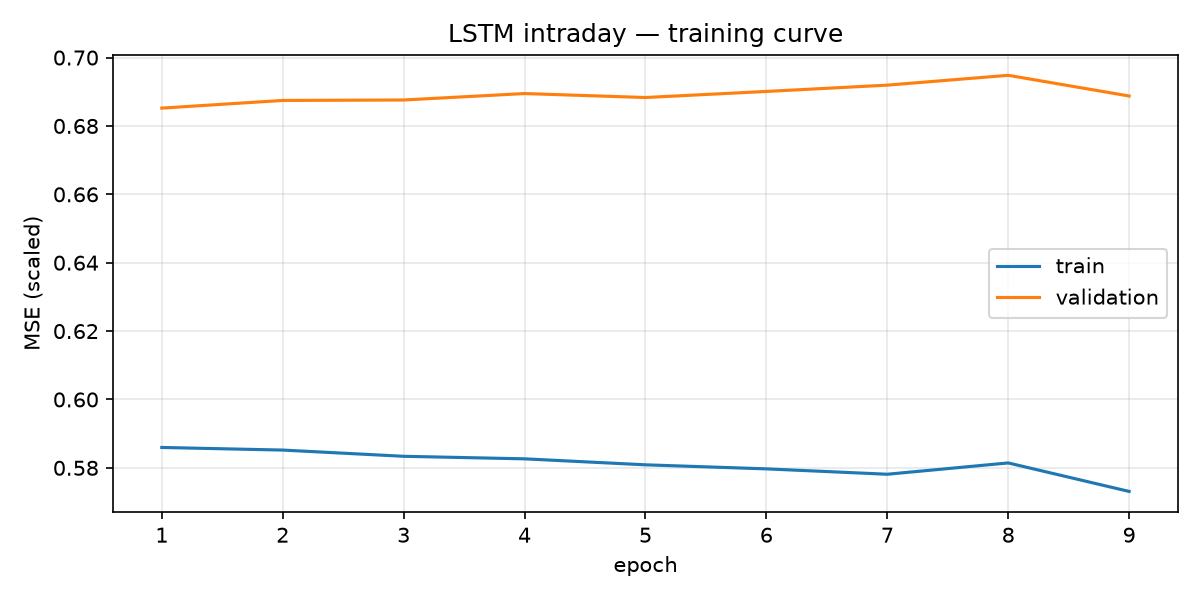 LSTM intraday — training curve
MSE (scaled)
0.70
0.68
0.66
0.64
0.62
0.60
0.58
train
validation
1 2 3 4 5 6 7 8 9
epoch